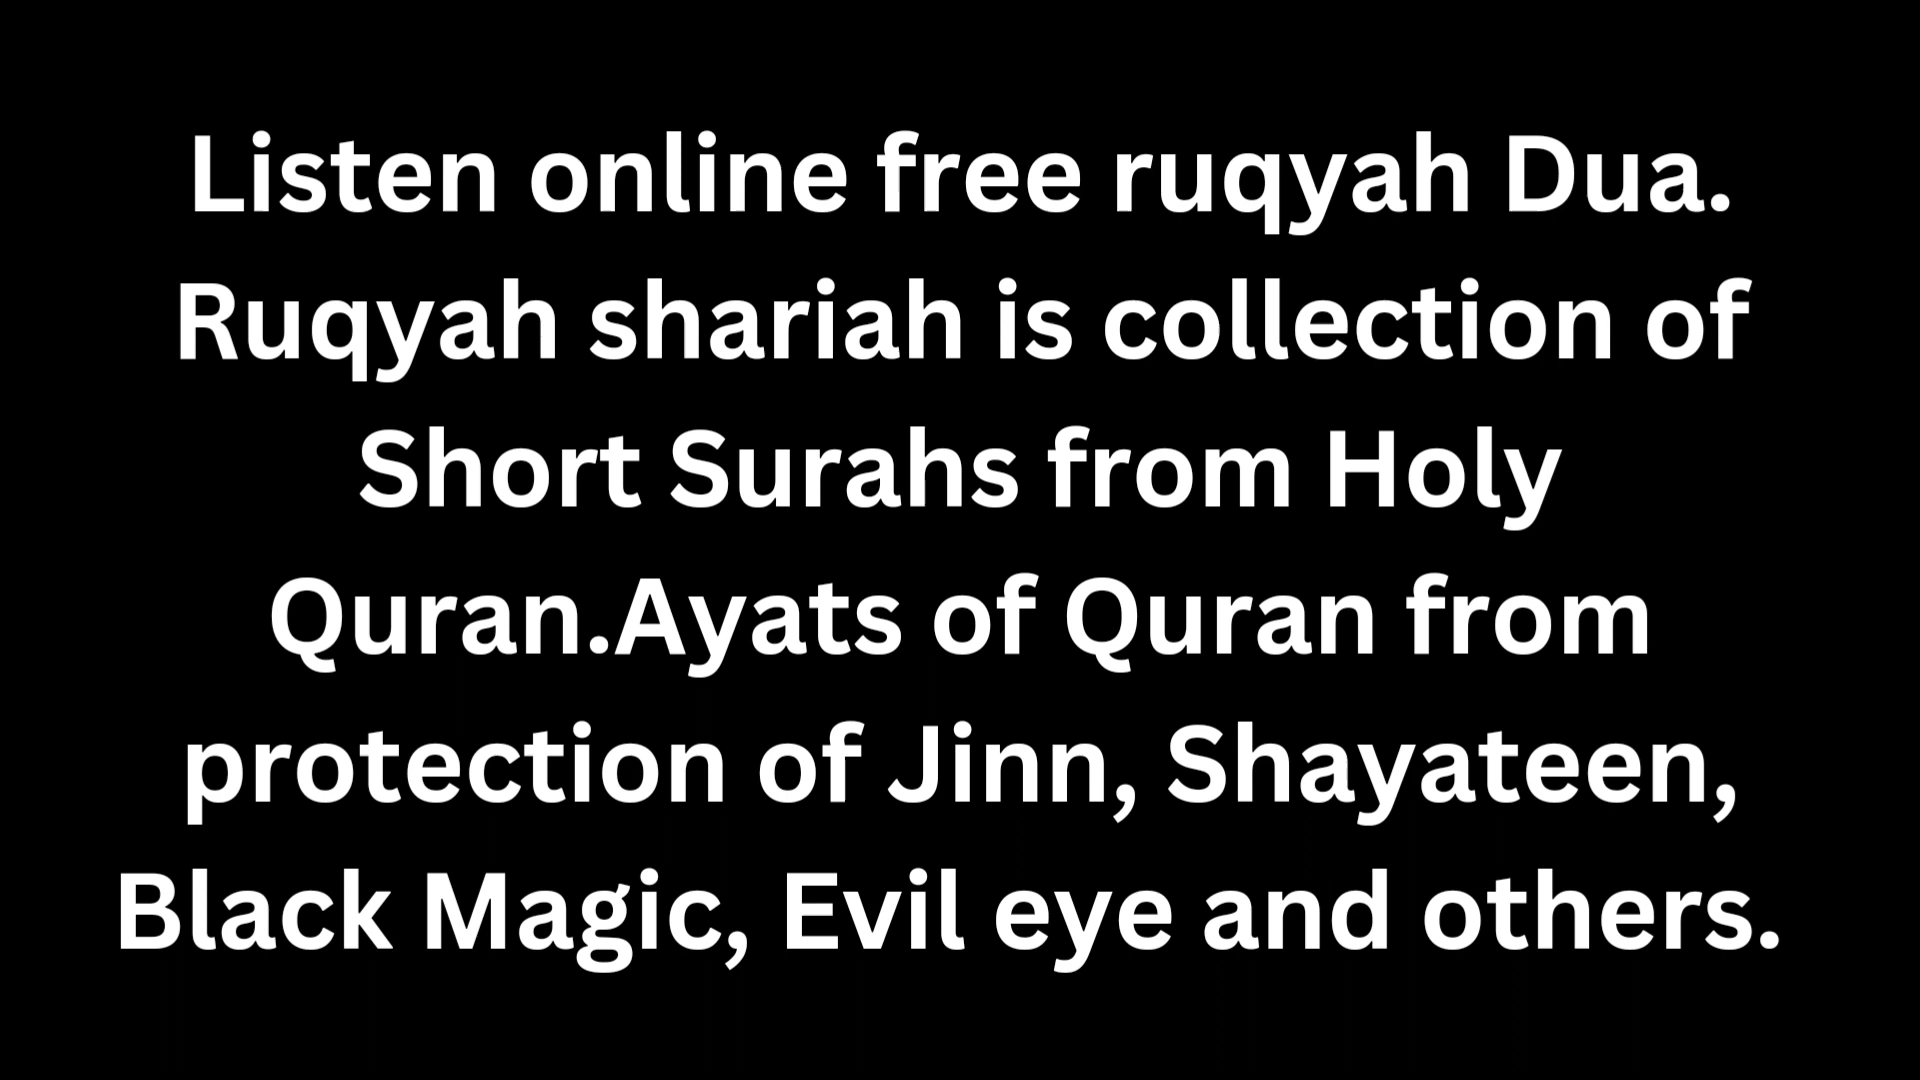 Listen online free ruqyah Dua.
Ruqyah shariah is collection of
Short Surahs from Holy
Quran.Ayats of Quran from
protection of Jinn, Shayateen,
Black Magic, Evil eye and others.